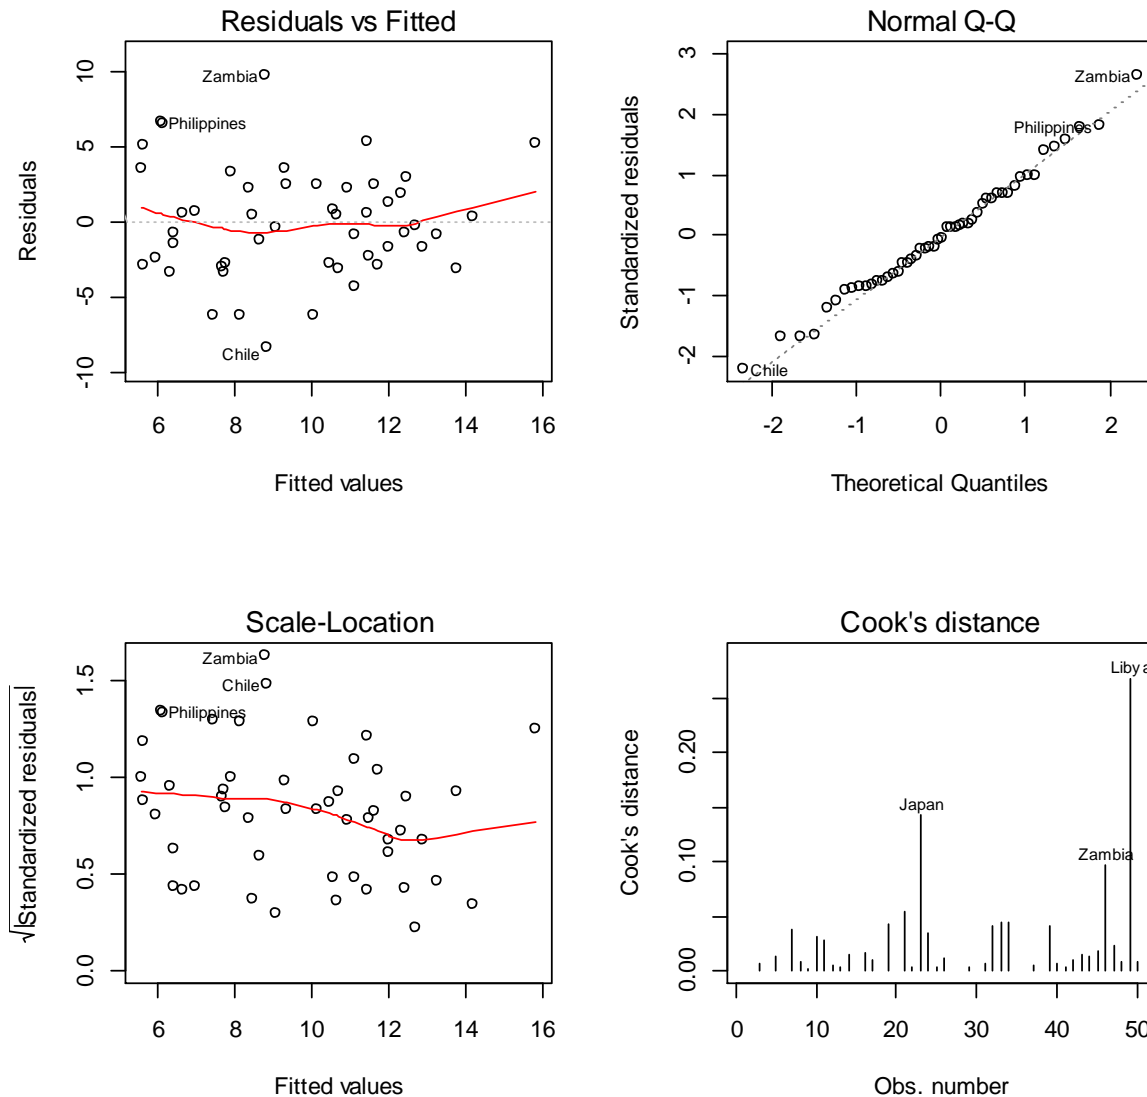 Residuals vs Fitted
Residuals
10
5
0
-5
-10
Zambia
Philippines
Chile
6 8 10 12 14 16
Fitted values
Normal Q-Q
Standardized residuals
3
2
1
0
-1
-2
Zambia
Philippines
Chile
-2 -1 0 1 2
Theoretical Quantiles
Scale-Location
√|Standardized residuals|
1.5
1.0
0.5
0.0
Zambia
Chile
Philippines
6 8 10 12 14 16
Fitted values
Cook's distance
Cook's distance
0.20
0.10
0.00
Libya
Japan
Zambia
0 10 20 30 40 50
Obs. number